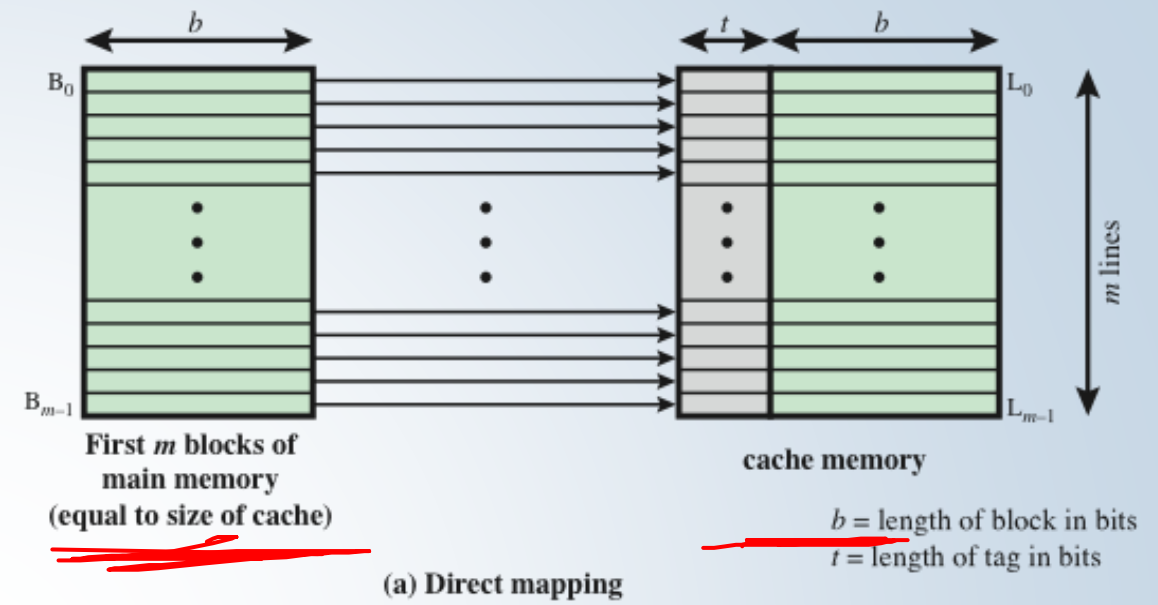 b
t
b
B0
L0
m lines
Bm–1
Lm–1
First m blocks of
main memory
(equal to size of cache)
cache memory
b = length of block in bits
t = length of tag in bits
(a) Direct mapping